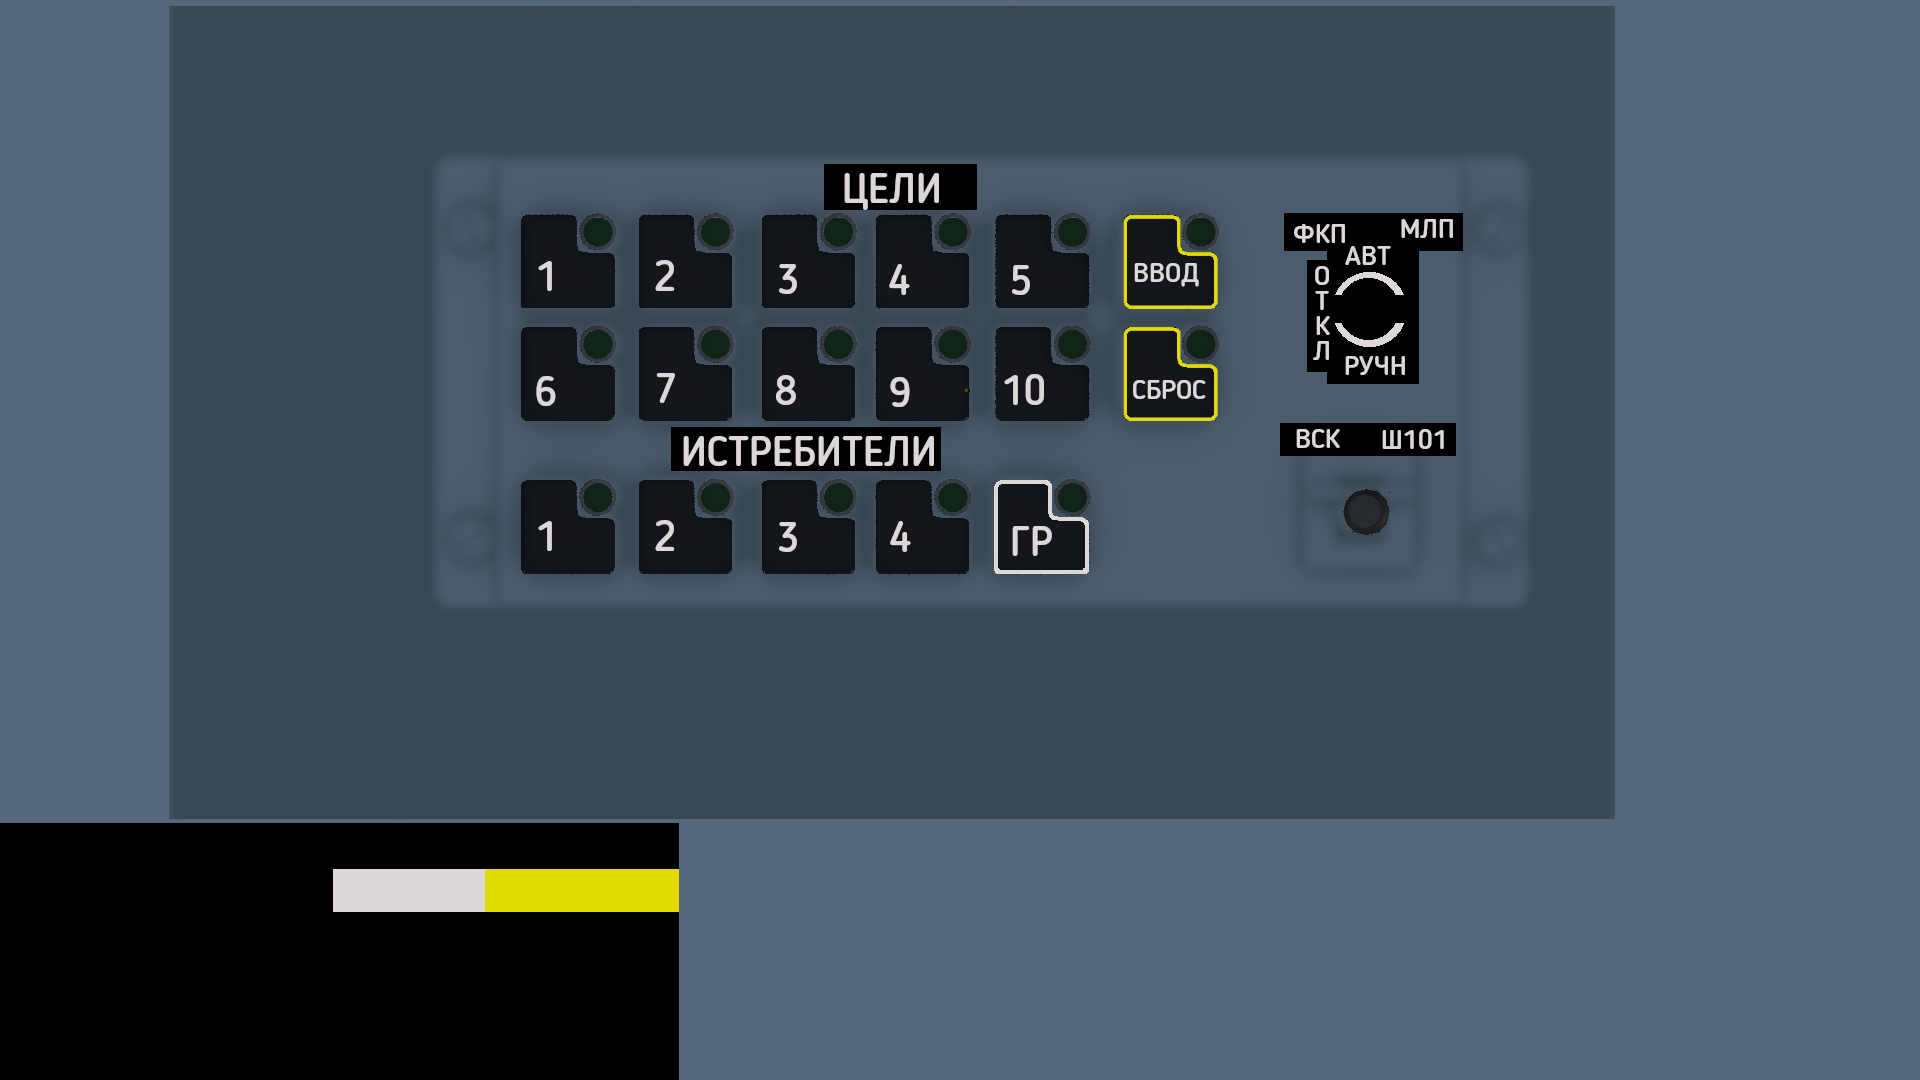 ЦЕЛИ
1 2 3 4 5 ВВОД
6 7 8 9 10 СБРОС
ИСТРЕБИТЕЛИ
1 2 3 4 ГР
ФКП МЛП
АВТ
ОТКЛ
РУЧН
ВСК Ш101